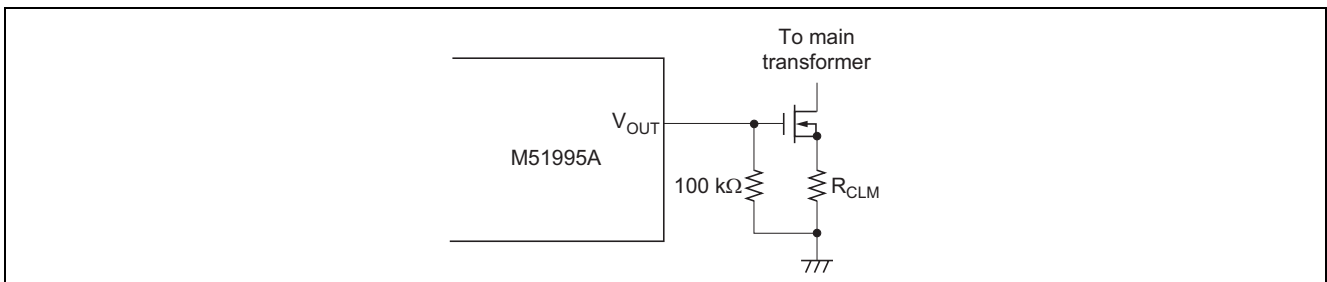 To main
transformer
V_OUT
M51995A
100 kΩ
R_CLM